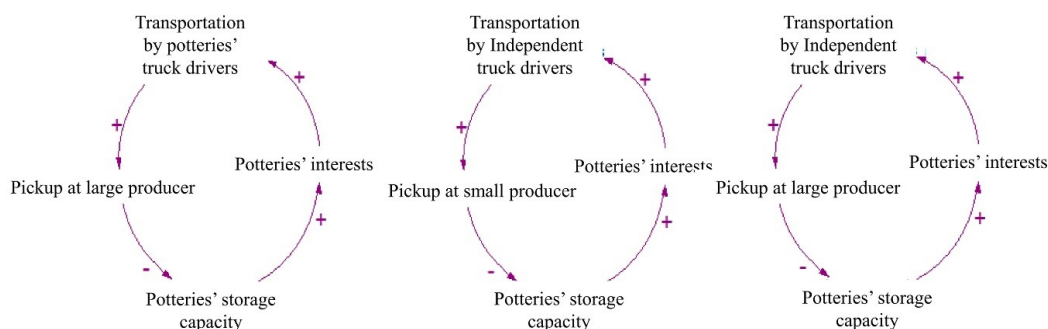 Transportation
by potteries'
truck drivers
+
+
Potteries' interests
Pickup at large producer
+
-
Potteries' storage
capacity
Transportation
by Independent
truck drivers
+
+
Potteries' interests
Pickup at small producer
+
-
Potteries' storage
capacity
Transportation
by Independent
truck drivers
+
+
Potteries' interests
Pickup at large producer
+
-
Potteries' storage
capacity